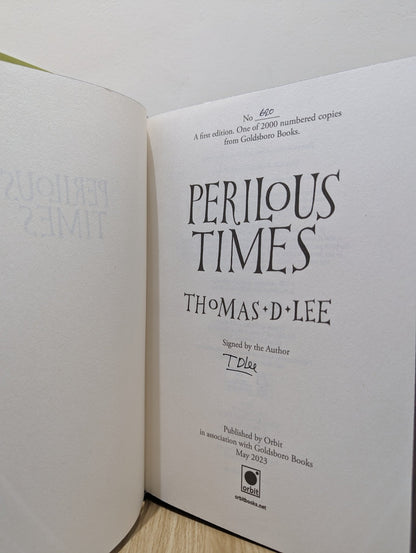 No 680
A first edition. One of 2000 numbered copies
from Goldsboro Books.
PERILOUS
TIMES
THOMAS·D·LEE
Signed by the Author
TDLee
Published by Orbit
in association with Goldsboro Books
May 2023
orbit
orbitbooks.net